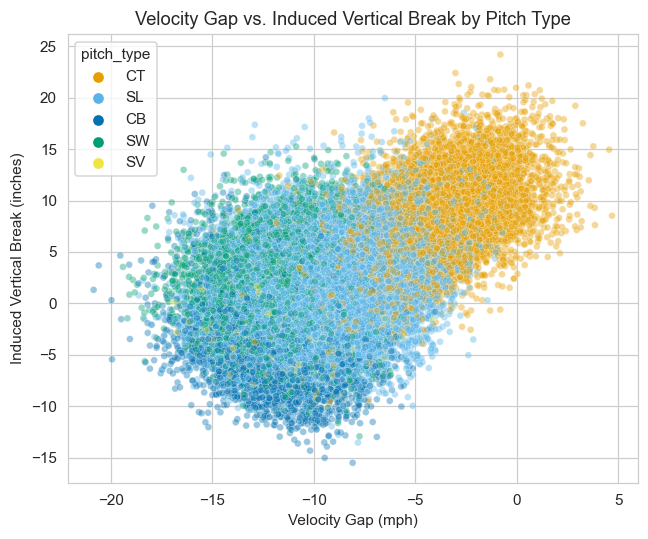 Velocity Gap vs. Induced Vertical Break by Pitch Type
pitch_type
CT
SL
CB
SW
SV
25
20
15
10
5
0
−5
−10
−15
Induced Vertical Break (inches)
−20
−15
−10
−5
0
5
Velocity Gap (mph)